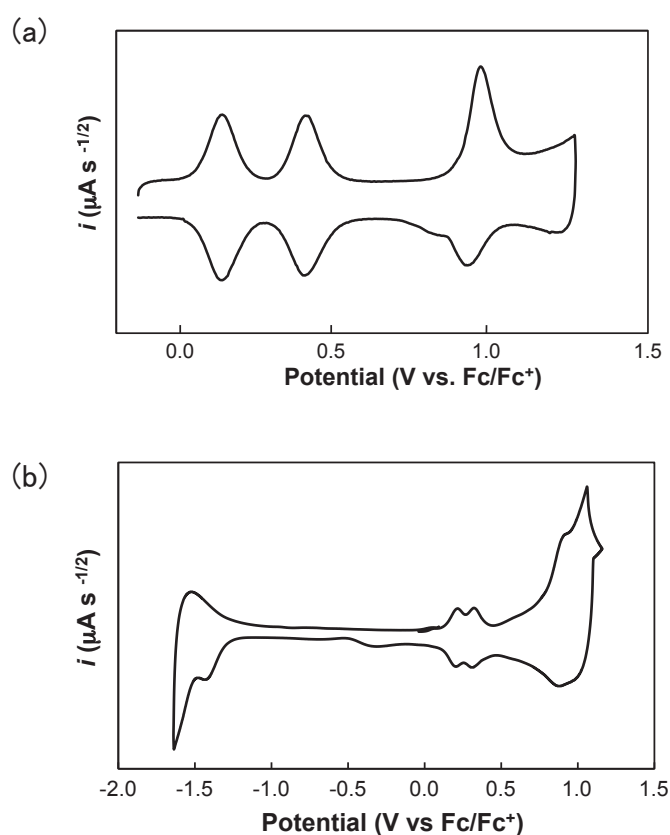 (a)
i (μA s -1/2)
0.0 0.5 1.0 1.5
Potential (V vs. Fc/Fc+)
(b)
i (μA s -1/2)
-2.0 -1.5 -1.0 -0.5 0.0 0.5 1.0 1.5
Potential (V vs Fc/Fc+)